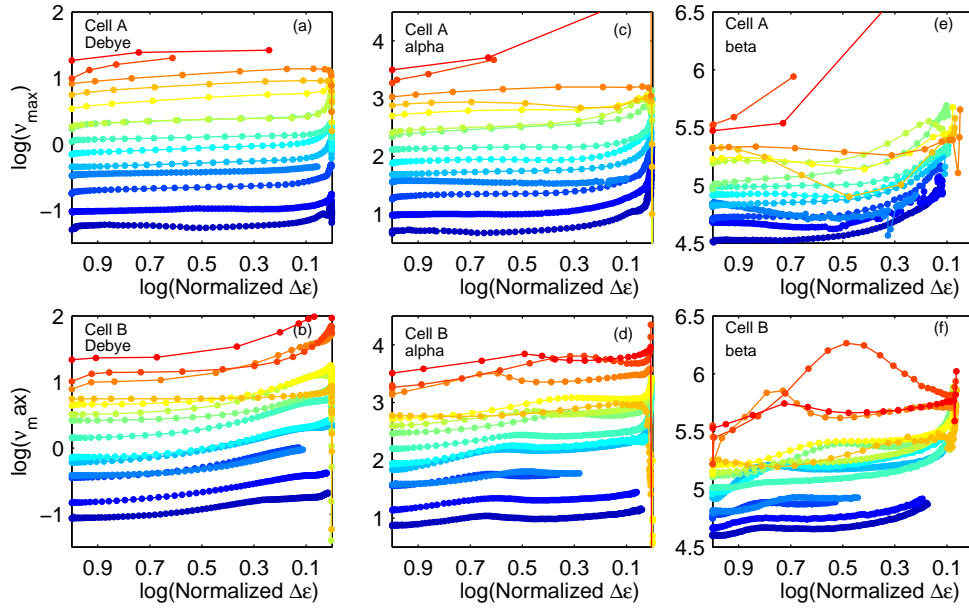 Cell A
Debye
(a)
2
1
0
−1
log(ν_max)
0.9 0.7 0.5 0.3 0.1
log(Normalized Δε)
Cell A
alpha
(c)
4
3
2
1
0.9 0.7 0.5 0.3 0.1
log(Normalized Δε)
Cell A
beta
(e)
6.5
6
5.5
5
4.5
0.9 0.7 0.5 0.3 0.1
log(Normalized Δε)
Cell B
Debye
(b)
2
1
0
−1
log(ν_m ax)
0.9 0.7 0.5 0.3 0.1
log(Normalized Δε)
Cell B
alpha
(d)
4
3
2
1
0.9 0.7 0.5 0.3 0.1
log(Normalized Δε)
Cell B
beta
(f)
6.5
6
5.5
5
4.5
0.9 0.7 0.5 0.3 0.1
log(Normalized Δε)